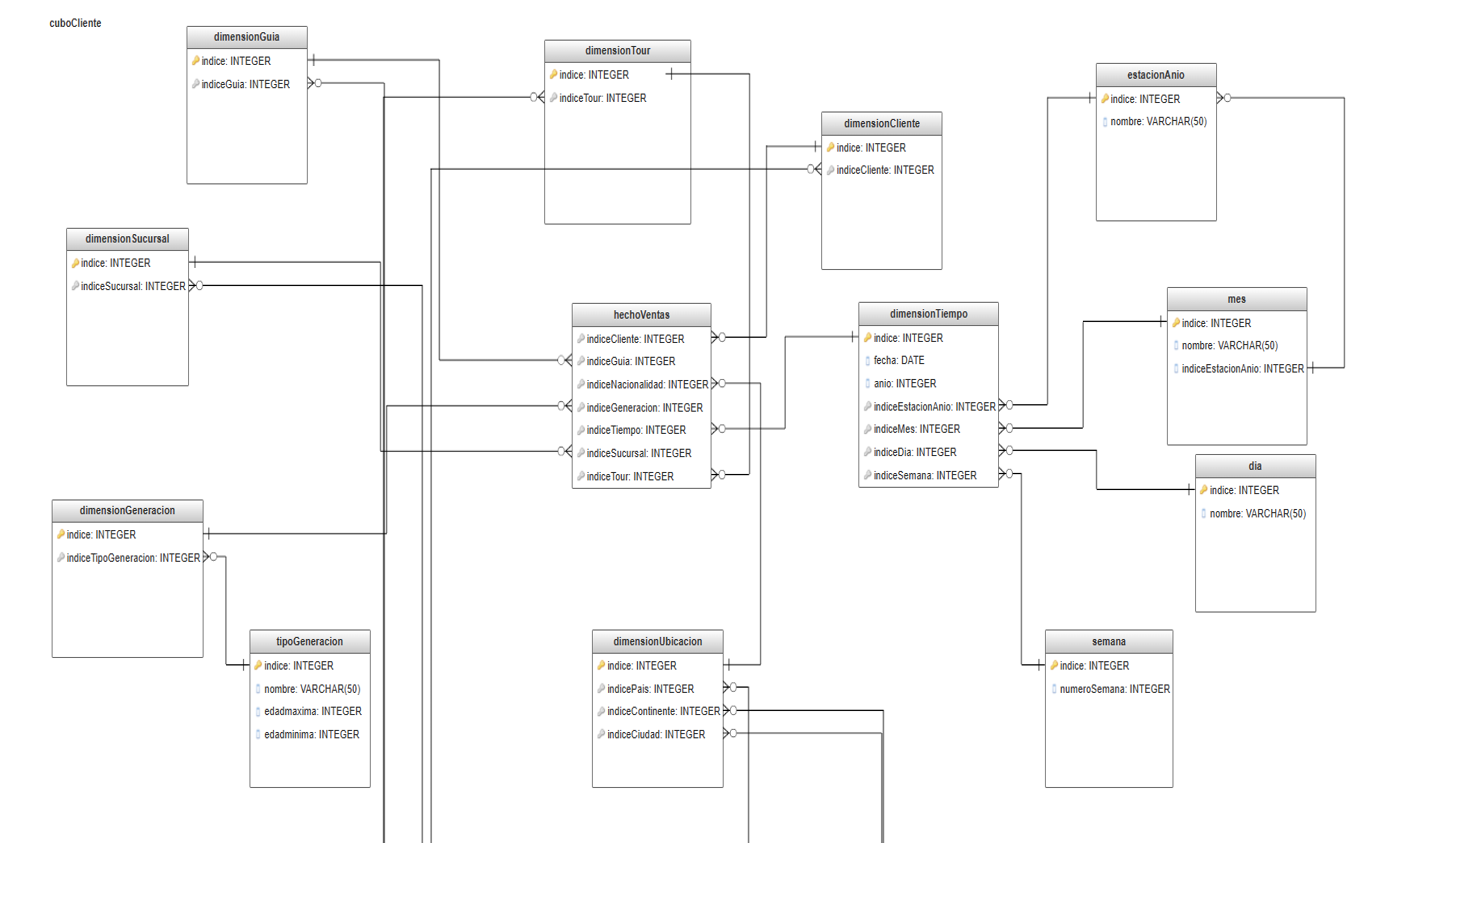 cuboCliente
dimensionGuia
indice: INTEGER
indiceGuia: INTEGER
dimensionTour
indice: INTEGER
indiceTour: INTEGER
estacionAnio
indice: INTEGER
nombre: VARCHAR(50)
dimensionCliente
indice: INTEGER
indiceCliente: INTEGER
dimensionSucursal
indice: INTEGER
indiceSucursal: INTEGER
hechoVentas
indiceCliente: INTEGER
indiceGuia: INTEGER
indiceNacionalidad: INTEGER
indiceGeneracion: INTEGER
indiceTiempo: INTEGER
indiceSucursal: INTEGER
indiceTour: INTEGER
dimensionTiempo
indice: INTEGER
fecha: DATE
anio: INTEGER
indiceEstacionAnio: INTEGER
indiceMes: INTEGER
indiceDia: INTEGER
indiceSemana: INTEGER
mes
indice: INTEGER
nombre: VARCHAR(50)
indiceEstacionAnio: INTEGER
dia
indice: INTEGER
nombre: VARCHAR(50)
dimensionGeneracion
indice: INTEGER
indiceTipoGeneracion: INTEGER
tipoGeneracion
indice: INTEGER
nombre: VARCHAR(50)
edadmaxima: INTEGER
edadminima: INTEGER
dimensionUbicacion
indice: INTEGER
indicePais: INTEGER
indiceContinente: INTEGER
indiceCiudad: INTEGER
semana
indice: INTEGER
numeroSemana: INTEGER